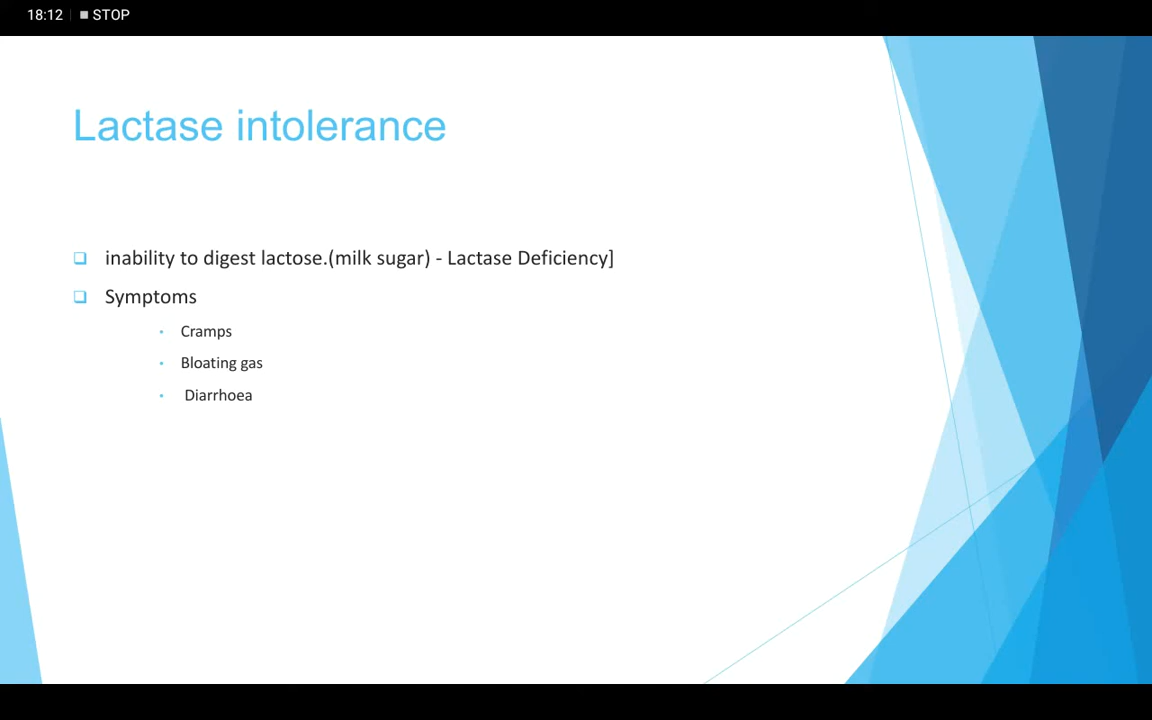 18:12 STOP
Lactase intolerance
inability to digest lactose.(milk sugar) - Lactase Deficiency]
Symptoms
Cramps
Bloating gas
Diarrhoea